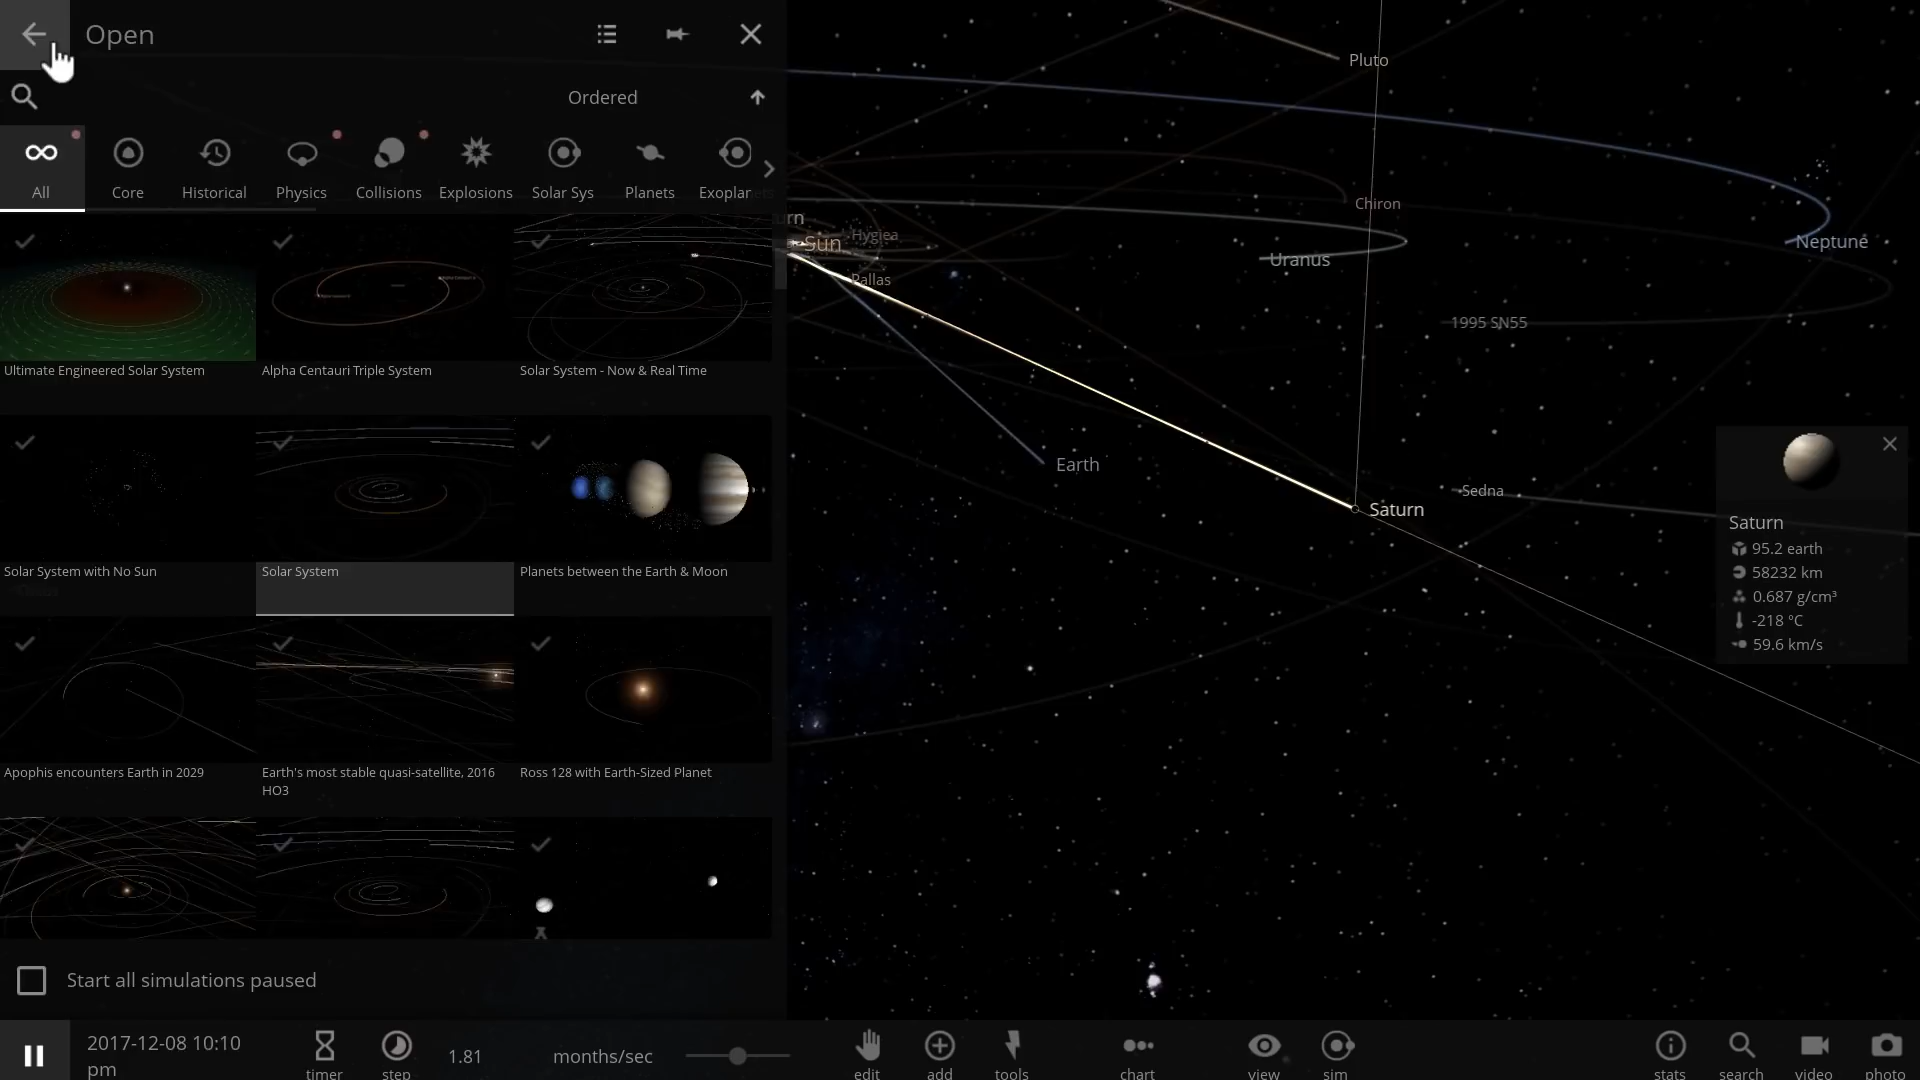 Open
Ordered
All
Core
Historical
Physics
Collisions
Explosions
Solar Sys
Planets
Exoplanets
Ultimate Engineered Solar System
Alpha Centauri Triple System
Solar System - Now & Real Time
Solar System with No Sun
Solar System
Planets between the Earth & Moon
Apophis encounters Earth in 2029
Earth's most stable quasi-satellite, 2016
HO3
Ross 128 with Earth-Sized Planet
Start all simulations paused
Pluto
Chiron
Neptune
Uranus
urn
Sun
Hygiea
Pallas
1995 SN55
Earth
Sedna
Saturn
Saturn
95.2 earth
58232 km
0.687 g/cm³
-218 °C
59.6 km/s
2017-12-08 10:10
pm
timer
step
1.81
months/sec
edit
add
tools
chart
view
sim
stats
search
video
photo